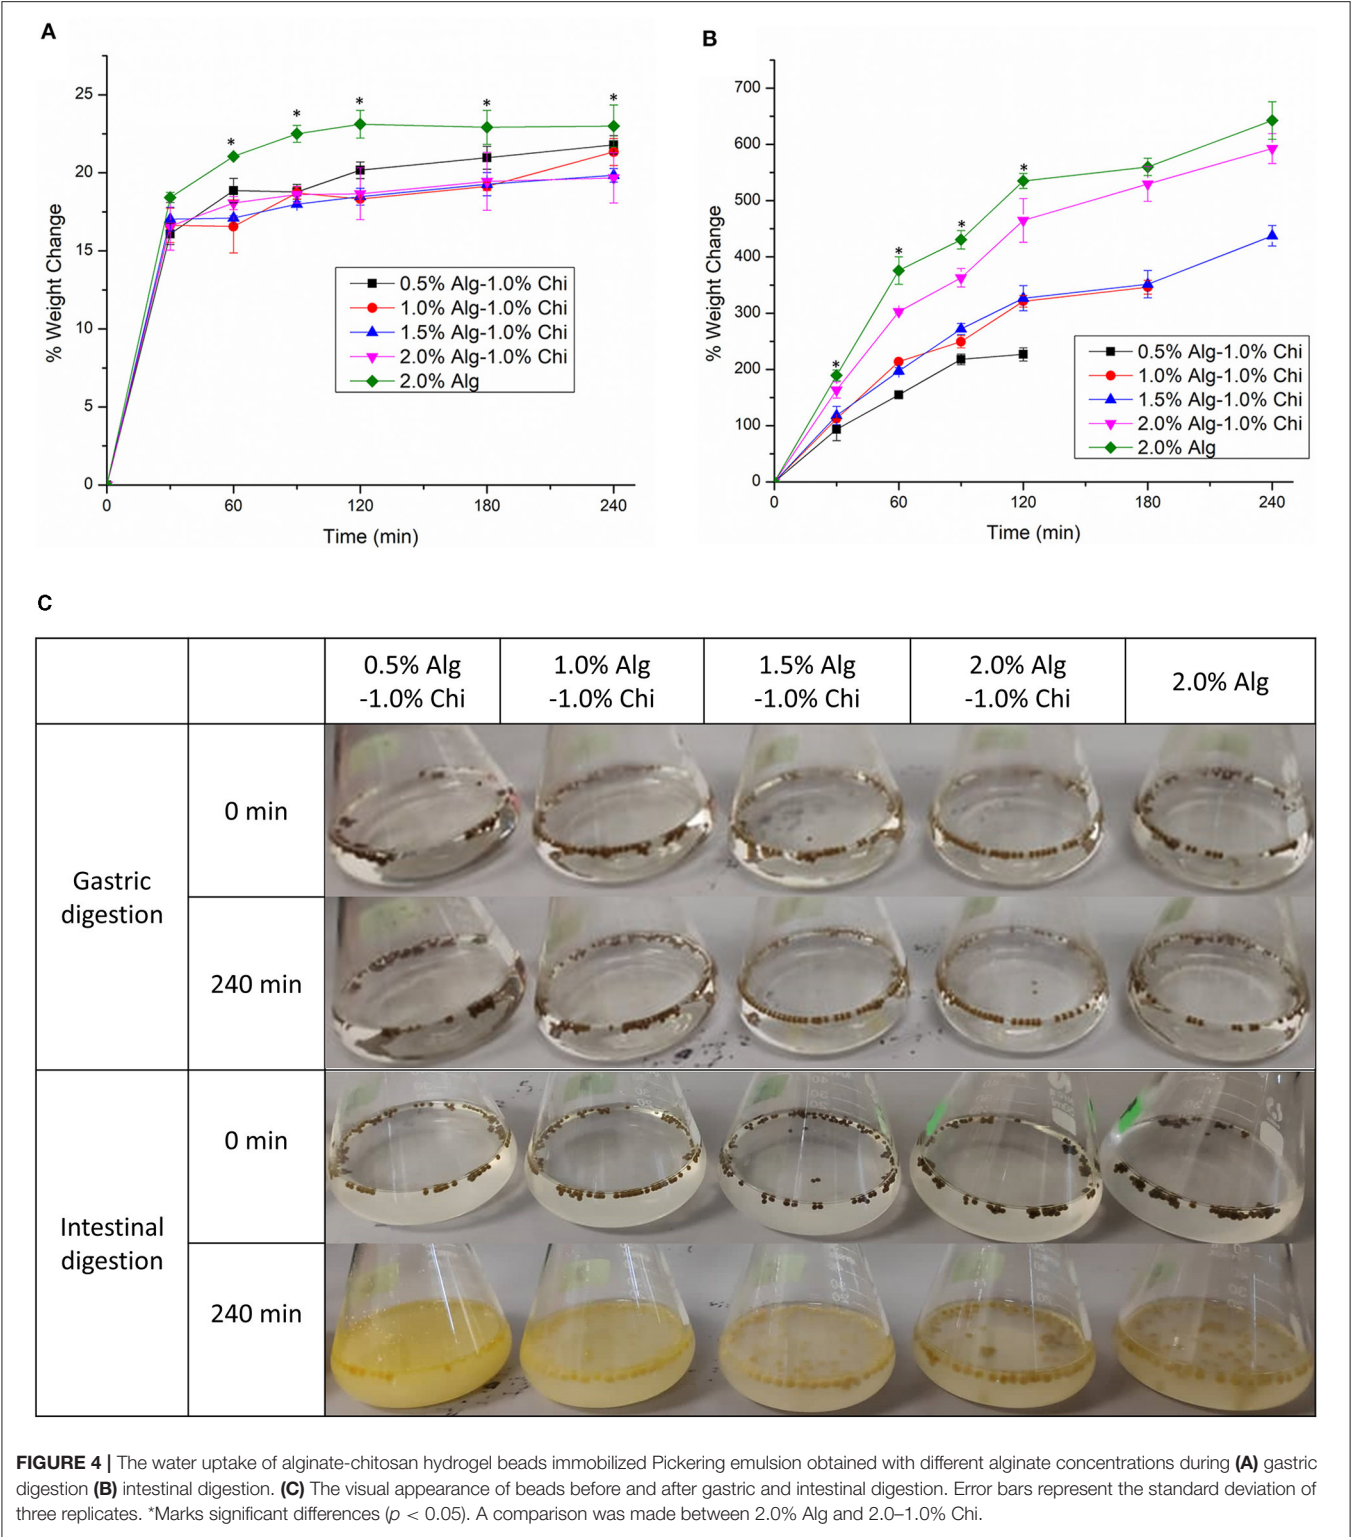 A
25
20
15
10
5
0
% Weight Change
0 60 120 180 240
Time (min)
0.5% Alg-1.0% Chi
1.0% Alg-1.0% Chi
1.5% Alg-1.0% Chi
2.0% Alg-1.0% Chi
2.0% Alg
* * * * *
B
700
600
500
400
300
200
100
0
% Weight Change
0 60 120 180 240
Time (min)
0.5% Alg-1.0% Chi
1.0% Alg-1.0% Chi
1.5% Alg-1.0% Chi
2.0% Alg-1.0% Chi
2.0% Alg
* * * *
C
0.5% Alg
-1.0% Chi
1.0% Alg
-1.0% Chi
1.5% Alg
-1.0% Chi
2.0% Alg
-1.0% Chi
2.0% Alg
Gastric
digestion
0 min
240 min
Intestinal
digestion
0 min
240 min
FIGURE 4 | The water uptake of alginate-chitosan hydrogel beads immobilized Pickering emulsion obtained with different alginate concentrations during (A) gastric
digestion (B) intestinal digestion. (C) The visual appearance of beads before and after gastric and intestinal digestion. Error bars represent the standard deviation of
three replicates. *Marks significant differences (p < 0.05). A comparison was made between 2.0% Alg and 2.0–1.0% Chi.